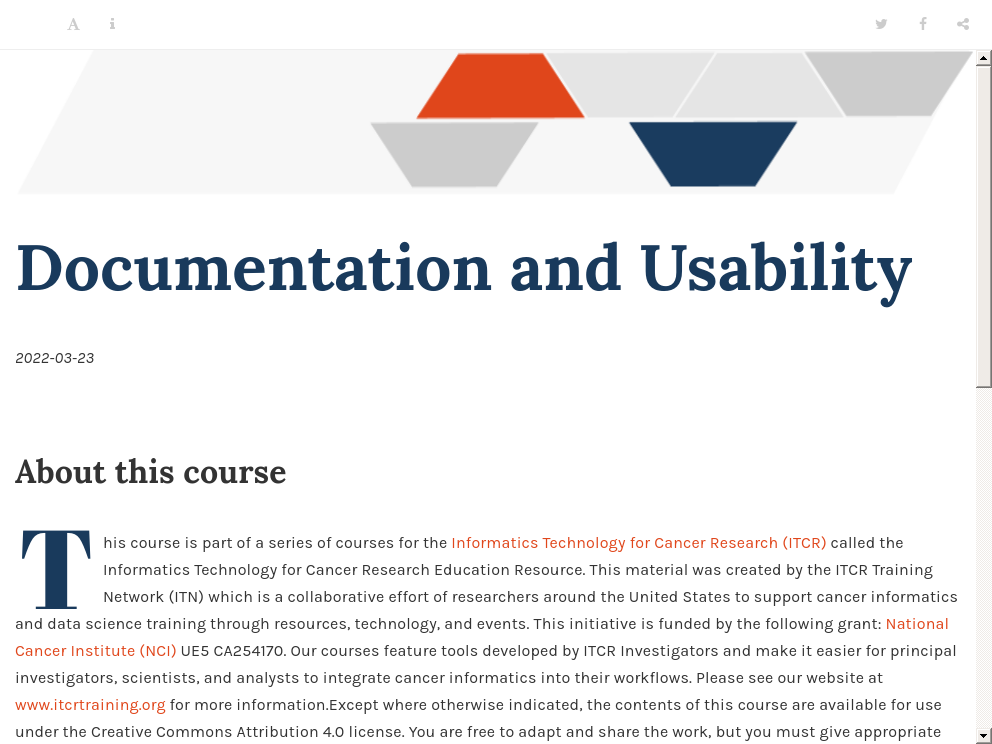 Documentation and Usability
2022-03-23
About this course
This course is part of a series of courses for the Informatics Technology for Cancer Research (ITCR) called the
Informatics Technology for Cancer Research Education Resource. This material was created by the ITCR Training
Network (ITN) which is a collaborative effort of researchers around the United States to support cancer informatics
and data science training through resources, technology, and events. This initiative is funded by the following grant: National
Cancer Institute (NCI) UE5 CA254170. Our courses feature tools developed by ITCR Investigators and make it easier for principal
investigators, scientists, and analysts to integrate cancer informatics into their workflows. Please see our website at
www.itcrtraining.org for more information.Except where otherwise indicated, the contents of this course are available for use
under the Creative Commons Attribution 4.0 license. You are free to adapt and share the work, but you must give appropriate